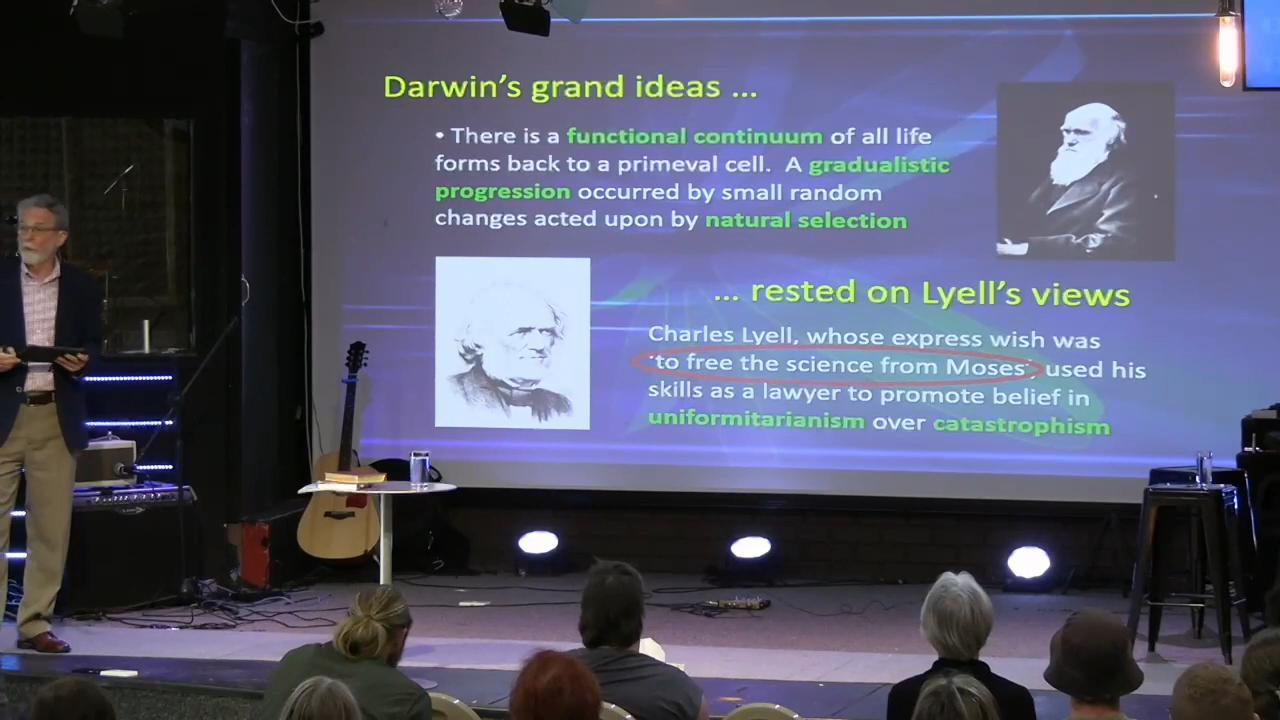 Darwin's grand ideas ...
• There is a functional continuum of all life
forms back to a primeval cell. A gradualistic
progression occurred by small random
changes acted upon by natural selection
... rested on Lyell's views
Charles Lyell, whose express wish was
'to free the science from Moses', used his
skills as a lawyer to promote belief in
uniformitarianism over catastrophism